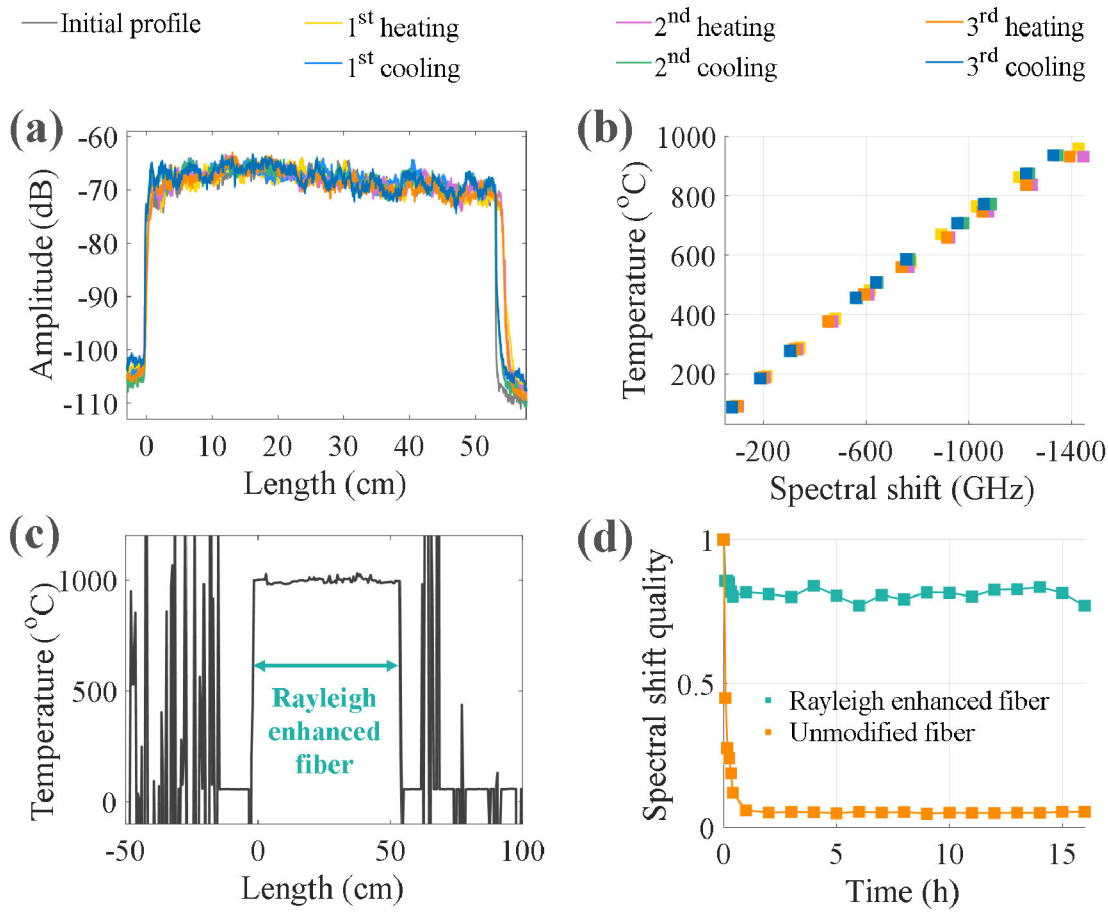 Initial profile
1st heating
2nd heating
3rd heating
1st cooling
2nd cooling
3rd cooling
(a)
-60
-70
-80
-90
-100
-110
Amplitude (dB)
0 10 20 30 40 50
Length (cm)
(b)
1000
800
600
400
200
Temperature (°C)
-200 -600 -1000 -1400
Spectral shift (GHz)
(c)
1000
500
0
Temperature (°C)
Rayleigh
enhanced
fiber
-50 0 50 100
Length (cm)
(d)
1
0.5
0
Spectral shift quality
Rayleigh enhanced fiber
Unmodified fiber
0 5 10 15
Time (h)